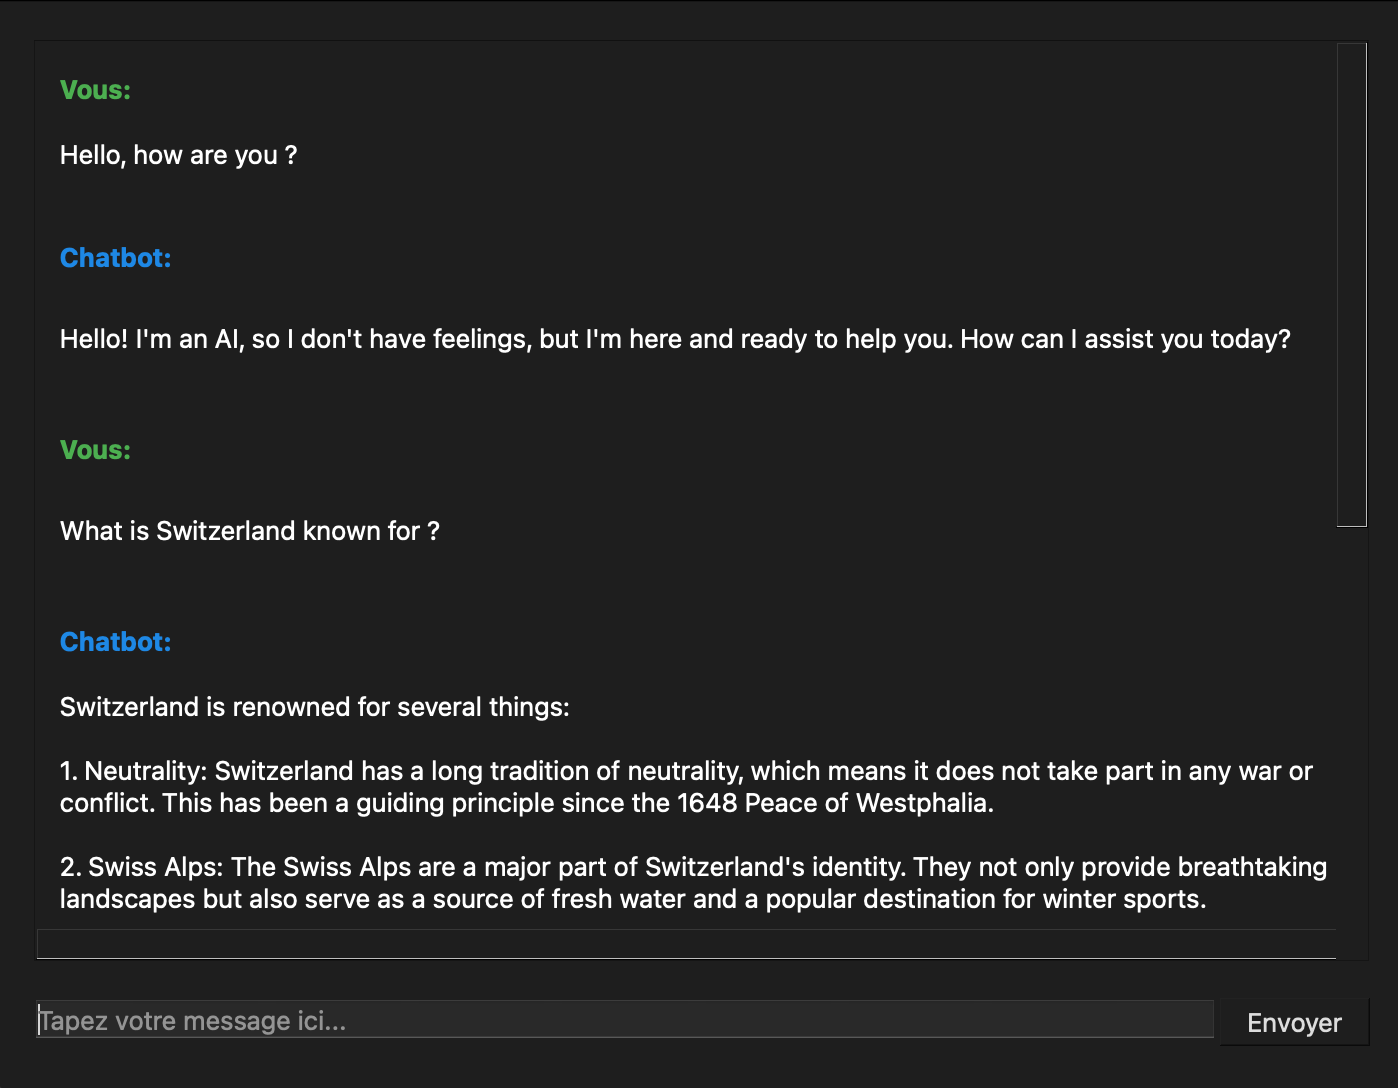 Vous:
Hello, how are you ?
Chatbot:
Hello! I'm an AI, so I don't have feelings, but I'm here and ready to help you. How can I assist you today?
Vous:
What is Switzerland known for ?
Chatbot:
Switzerland is renowned for several things:
1. Neutrality: Switzerland has a long tradition of neutrality, which means it does not take part in any war or
conflict. This has been a guiding principle since the 1648 Peace of Westphalia.
2. Swiss Alps: The Swiss Alps are a major part of Switzerland's identity. They not only provide breathtaking
landscapes but also serve as a source of fresh water and a popular destination for winter sports.
Tapez votre message ici...
Envoyer